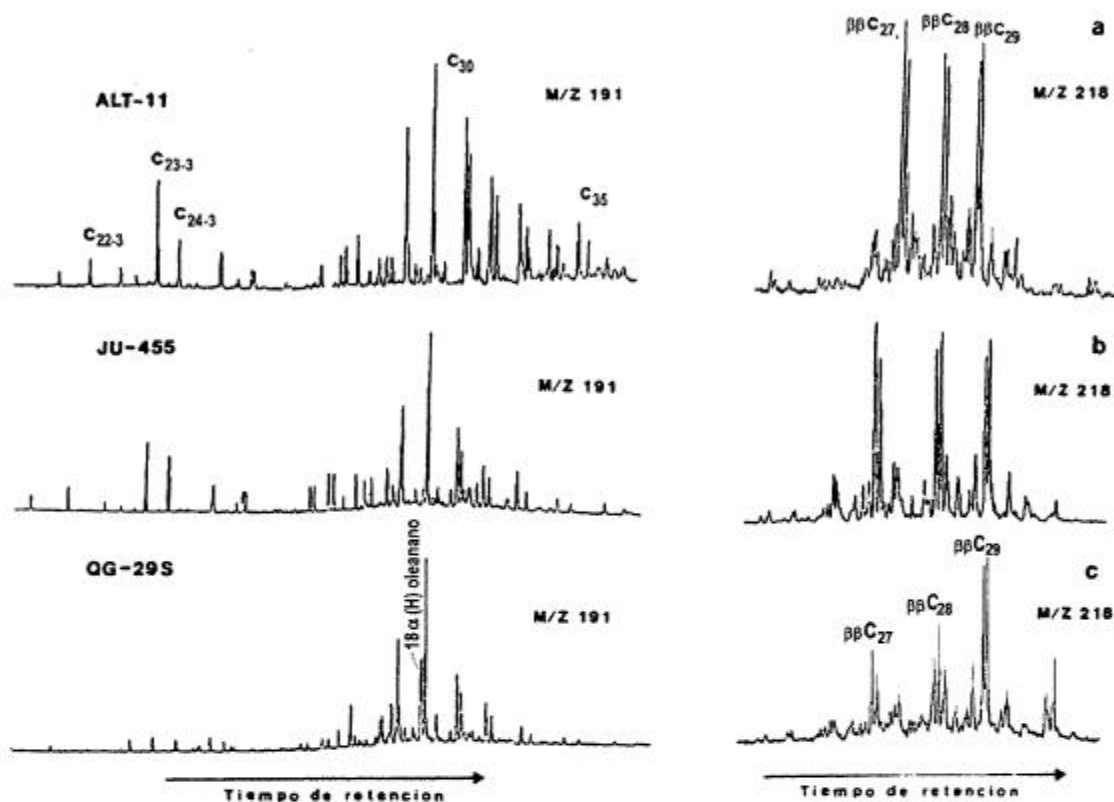 ββC27, ββC28 ββC29 a
C30
ALT-11 M/Z 191 M/Z 218
C23-3
C24-3
C22-3
C35
JU-455 M/Z 191
b
M/Z 218
QG-29S M/Z 191
18α (H) oleanano
ββC29
c
ββC28 M/Z 218
ββC27
Tiempo de retencion
Tiempo de retencion